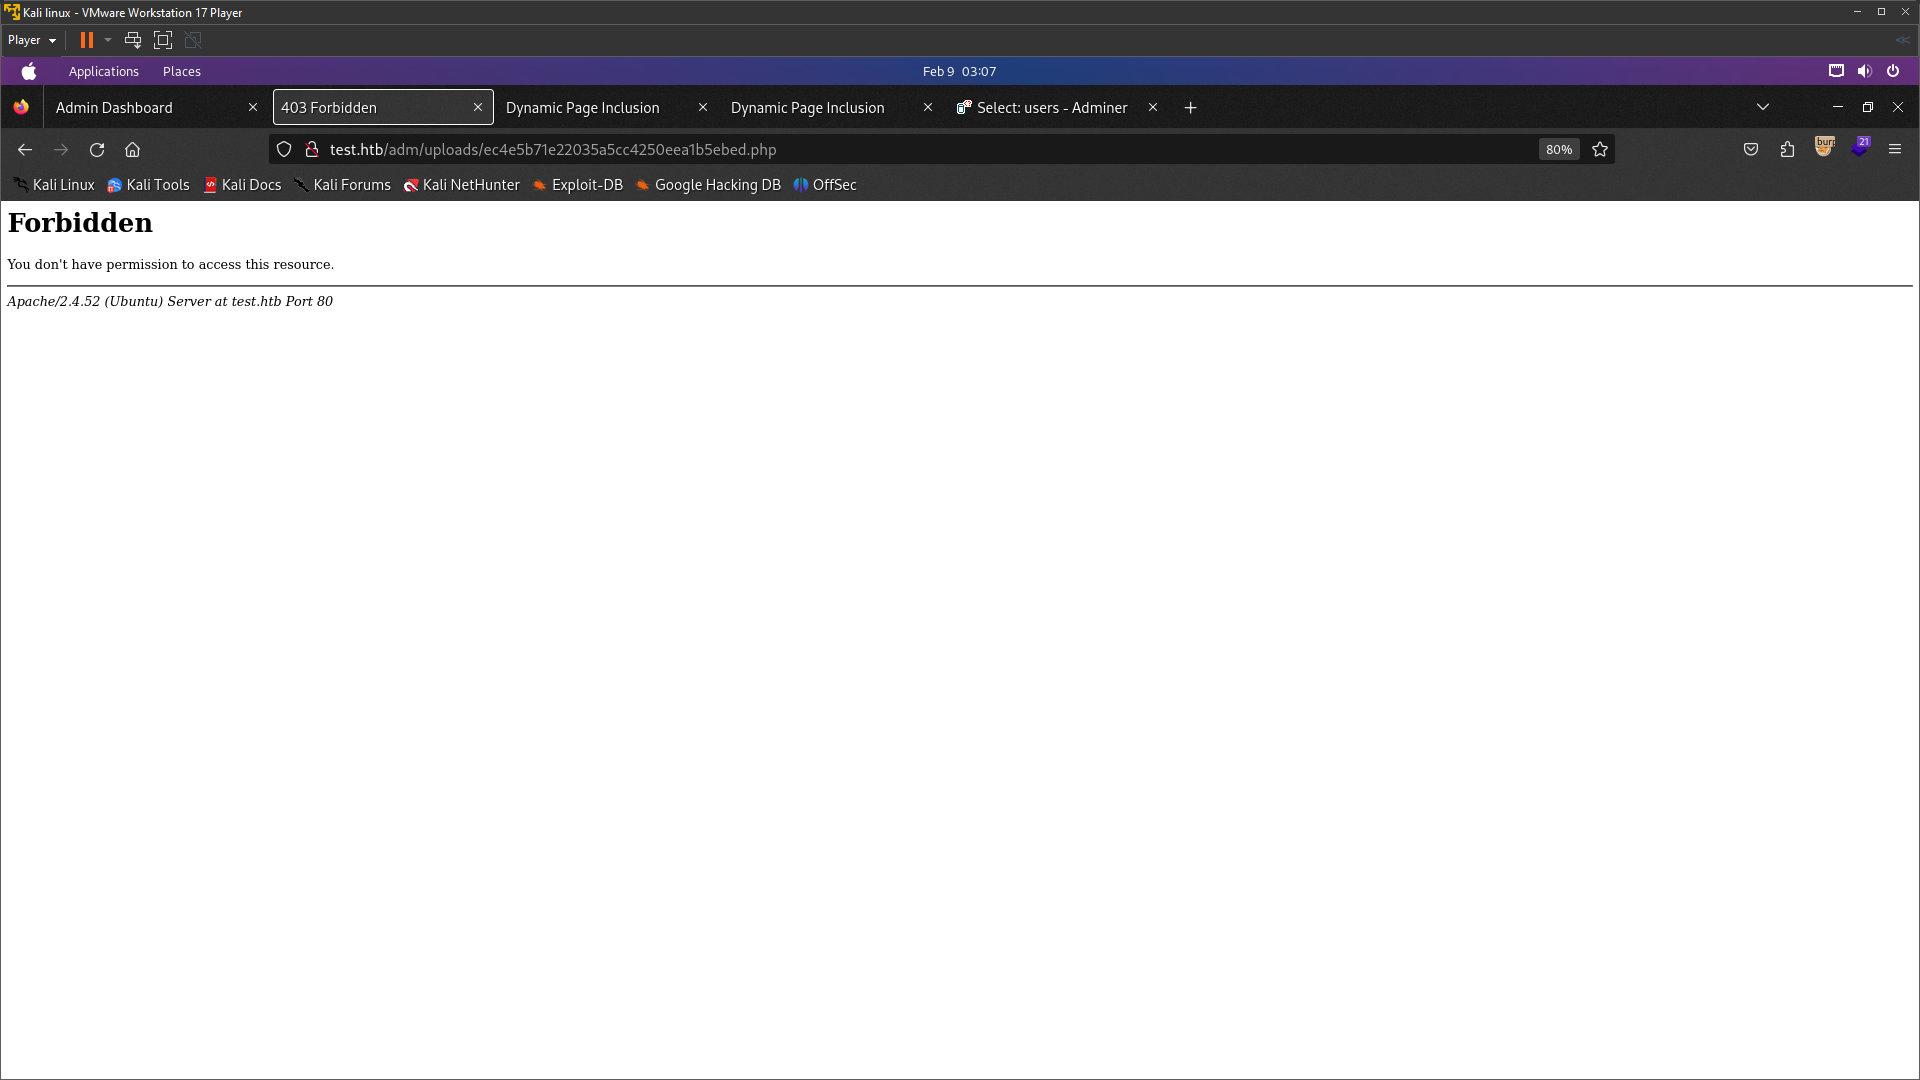 Kali linux - VMware Workstation 17 Player
Player
Applications Places Feb 9 03:07
Admin Dashboard 403 Forbidden Dynamic Page Inclusion Dynamic Page Inclusion Select: users - Adminer
test.htb/adm/uploads/ec4e5b71e22035a5cc4250eea1b5ebed.php 80% 21
Kali Linux Kali Tools Kali Docs Kali Forums Kali NetHunter Exploit-DB Google Hacking DB OffSec
Forbidden
You don't have permission to access this resource.
Apache/2.4.52 (Ubuntu) Server at test.htb Port 80